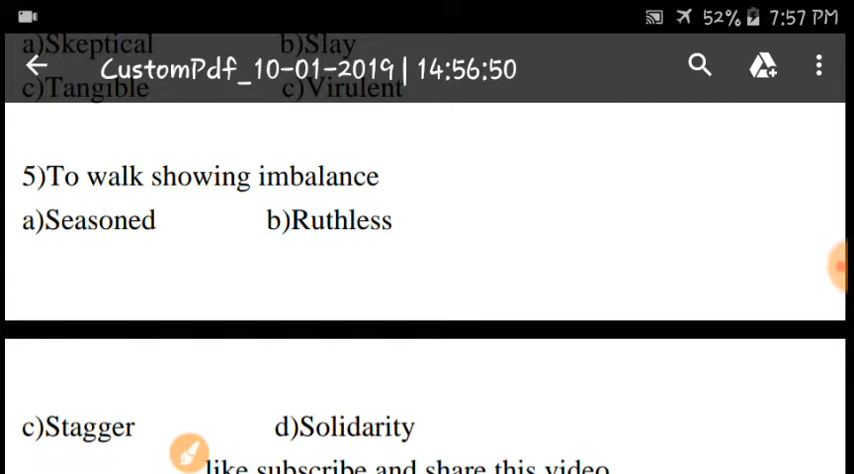 52% 7:57 PM
a)Skeptical b)Slay
CustomPdf_10-01-2019| 14:56:50
c)Tangible c)Virulent
5)To walk showing imbalance
a)Seasoned b)Ruthless
c)Stagger d)Solidarity
like subscribe and share this video